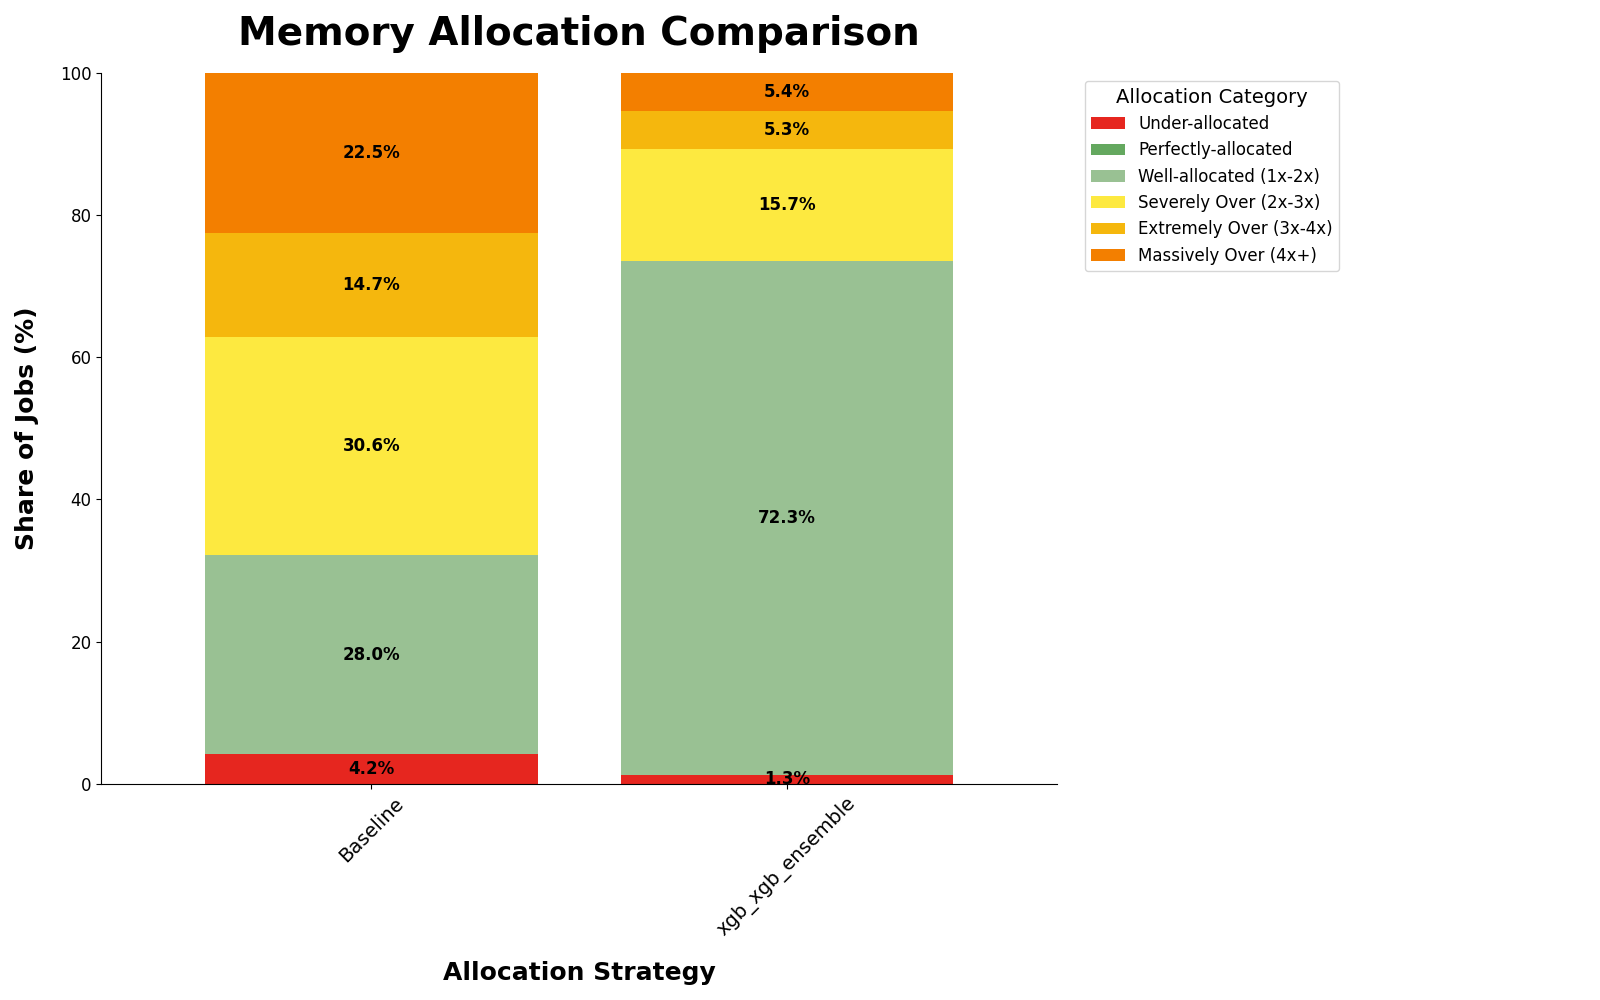 Memory Allocation Comparison
Share of Jobs (%)
100
80
60
40
20
0
22.5%
14.7%
30.6%
28.0%
4.2%
5.4%
5.3%
15.7%
72.3%
1.3%
Baseline
xgb_xgb_ensemble
Allocation Strategy
Allocation Category
Under-allocated
Perfectly-allocated
Well-allocated (1x-2x)
Severely Over (2x-3x)
Extremely Over (3x-4x)
Massively Over (4x+)